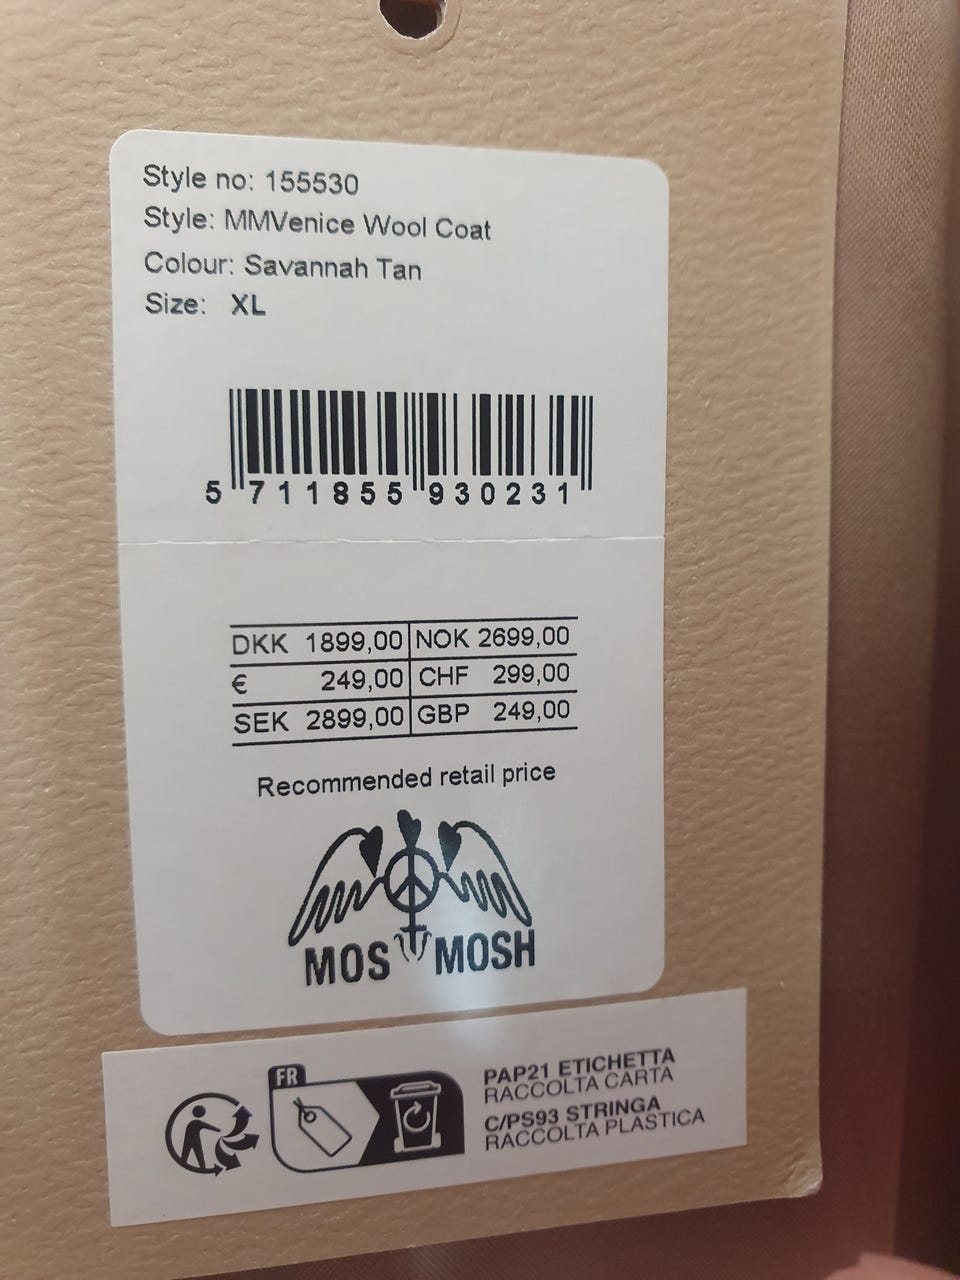 Style no: 155530
Style: MMVenice Wool Coat
Colour: Savannah Tan
Size: XL
5 711855 930231
DKK 1899,00 NOK 2699,00
€ 249,00 CHF 299,00
SEK 2899,00 GBP 249,00
Recommended retail price
MOS MOSH
FR
PAP21 ETICHETTA
RACCOLTA CARTA
C/PS93 STRINGA
RACCOLTA PLASTICA